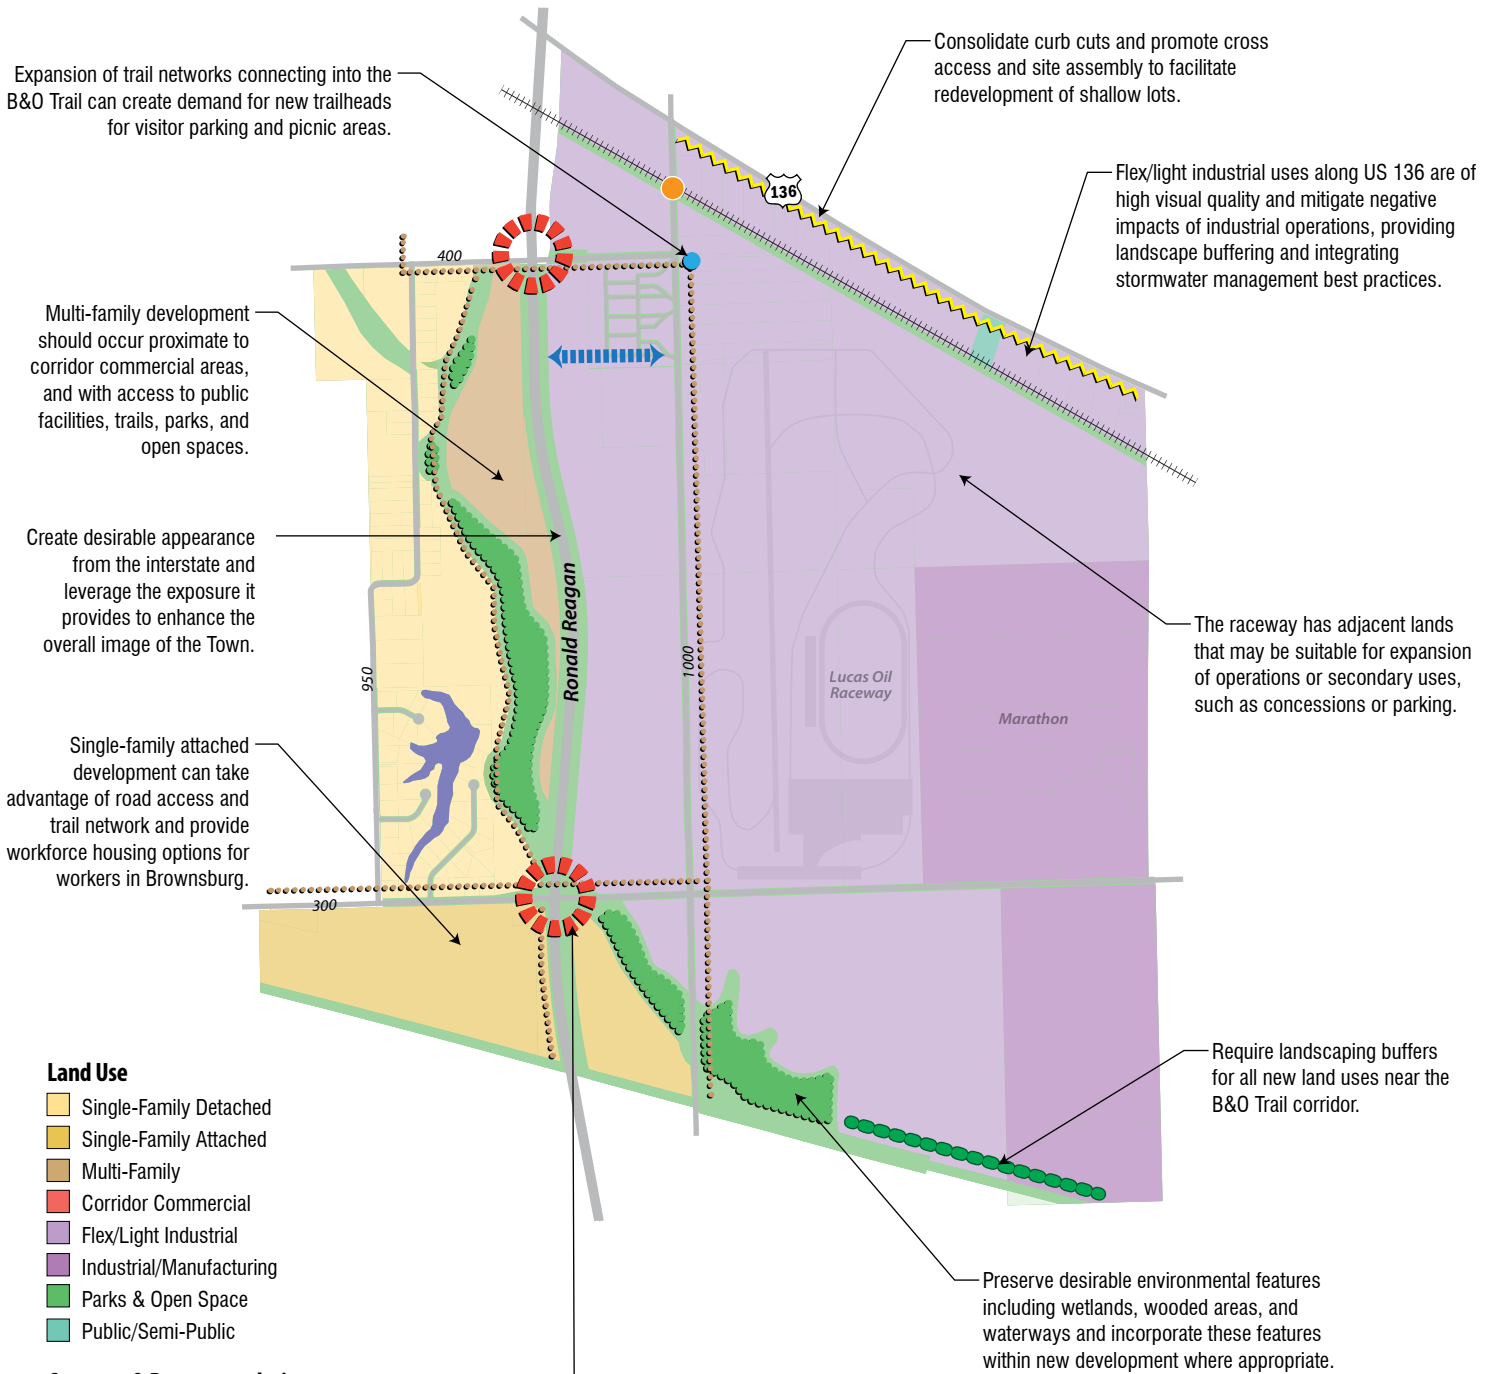 Expansion of trail networks connecting into the
B&O Trail can create demand for new trailheads
for visitor parking and picnic areas.
Consolidate curb cuts and promote cross
access and site assembly to facilitate
redevelopment of shallow lots.
136
Flex/light industrial uses along US 136 are of
high visual quality and mitigate negative
impacts of industrial operations, providing
landscape buffering and integrating
stormwater management best practices.
400
Multi-family development
should occur proximate to
corridor commercial areas,
and with access to public
facilities, trails, parks, and
open spaces.
Create desirable appearance
from the interstate and
leverage the exposure it
provides to enhance the
overall image of the Town.
Ronald Reagan
1000
950
Lucas Oil
Raceway
Marathon
The raceway has adjacent lands
that may be suitable for expansion
of operations or secondary uses,
such as concessions or parking.
Single-family attached
development can take
advantage of road access and
trail network and provide
workforce housing options for
workers in Brownsburg.
300
Require landscaping buffers
for all new land uses near the
B&O Trail corridor.
Land Use
Single-Family Detached
Single-Family Attached
Multi-Family
Corridor Commercial
Flex/Light Industrial
Industrial/Manufacturing
Parks & Open Space
Public/Semi-Public
Preserve desirable environmental features
including wetlands, wooded areas, and
waterways and incorporate these features
within new development where appropriate.